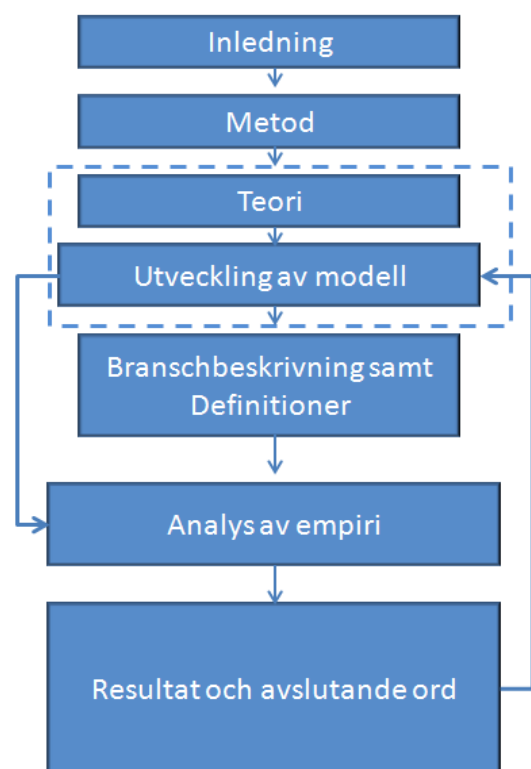 Inledning
Metod
Teori
Utveckling av modell
Branschbeskrivning samt
Definitioner
Analys av empiri
Resultat och avslutande ord